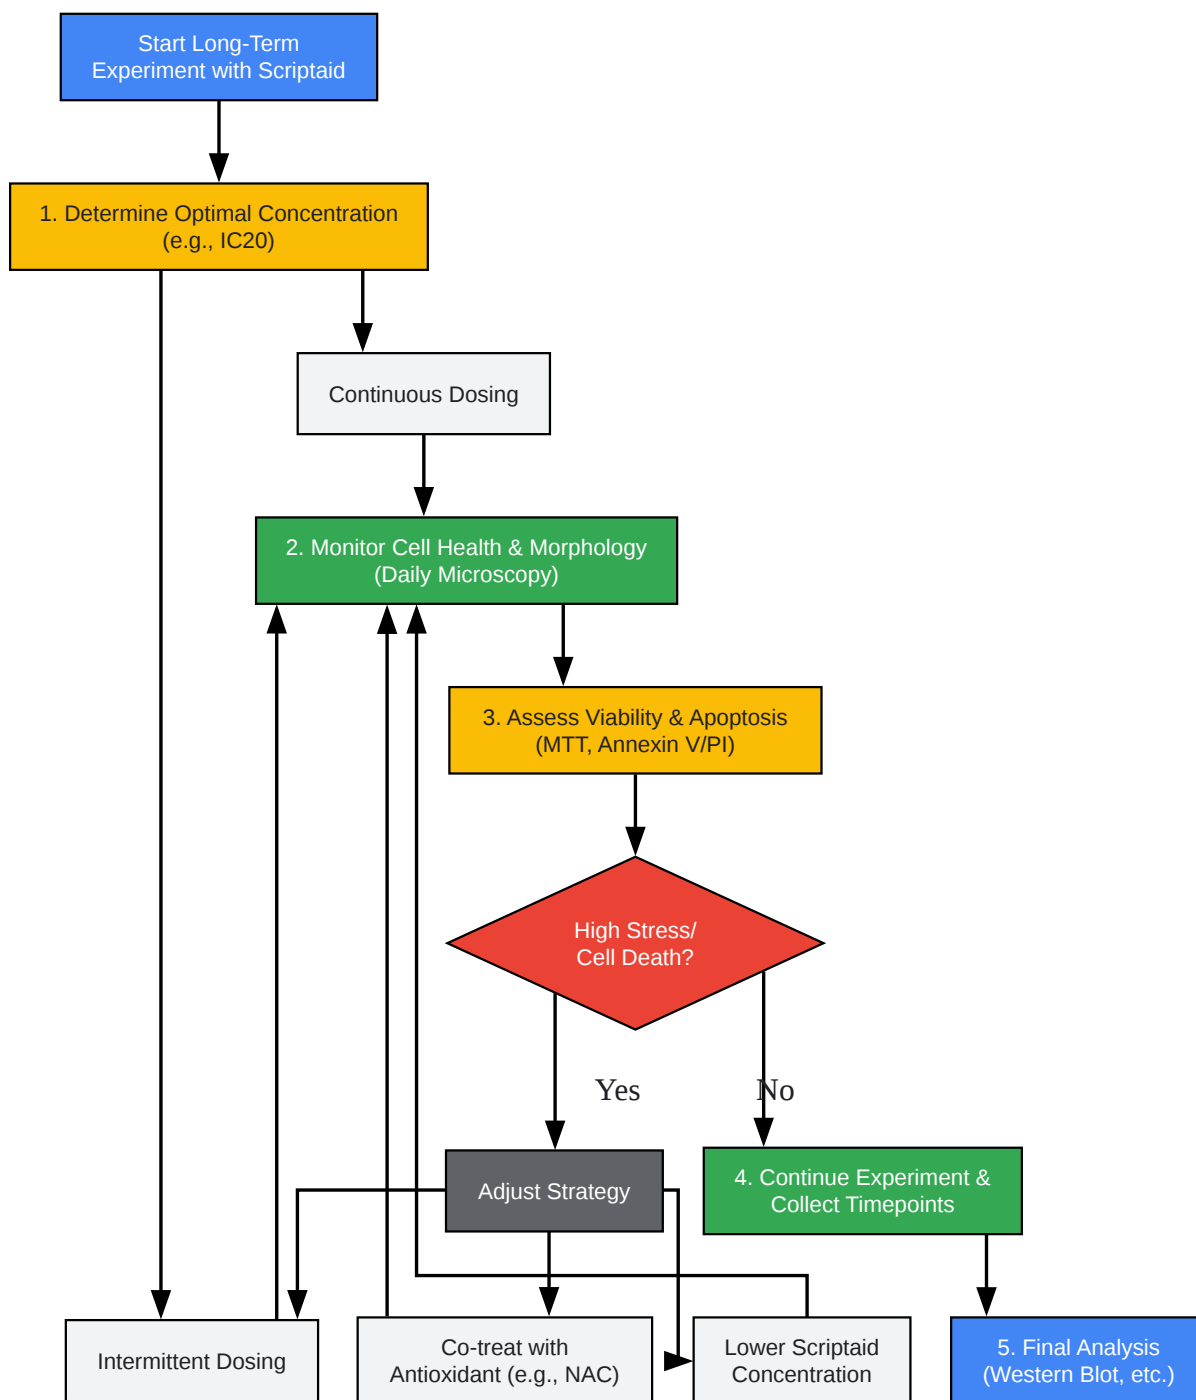 Start Long-Term
Experiment with Scriptaid
1. Determine Optimal Concentration
(e.g., IC20)
Continuous Dosing
2. Monitor Cell Health & Morphology
(Daily Microscopy)
3. Assess Viability & Apoptosis
(MTT, Annexin V/PI)
High Stress/
Cell Death?
Yes
No
Adjust Strategy
4. Continue Experiment &
Collect Timepoints
Intermittent Dosing
Co-treat with
Antioxidant (e.g., NAC)
Lower Scriptaid
Concentration
5. Final Analysis
(Western Blot, etc.)